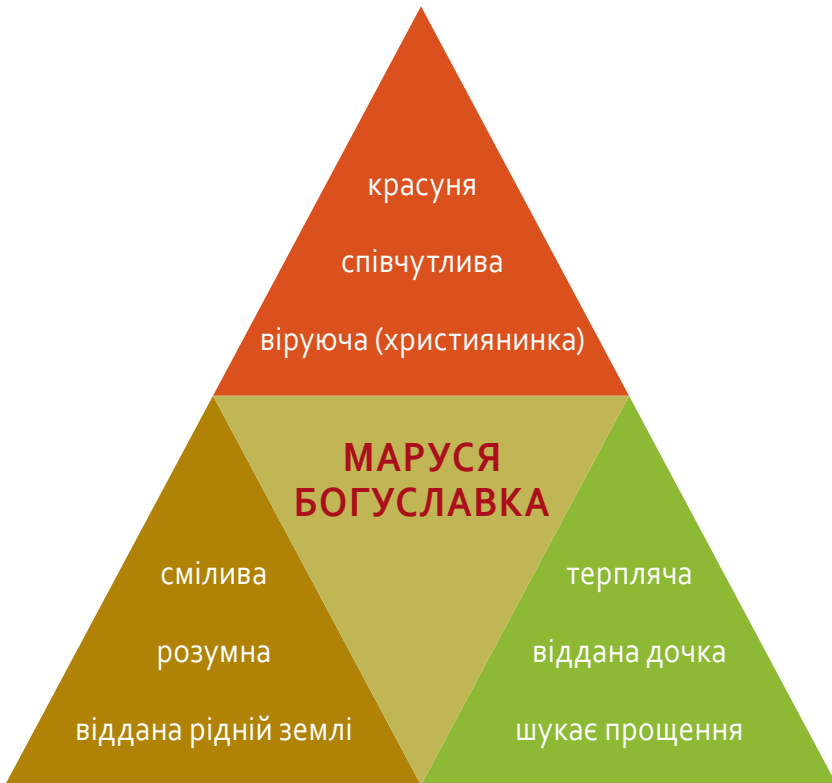 красуня
співчутлива
віруюча (християнинка)
МАРУСЯ
БОГУСЛАВКА
смілива
розумна
віддана рідній землі
терпляча
віддана дочка
шукає прощення